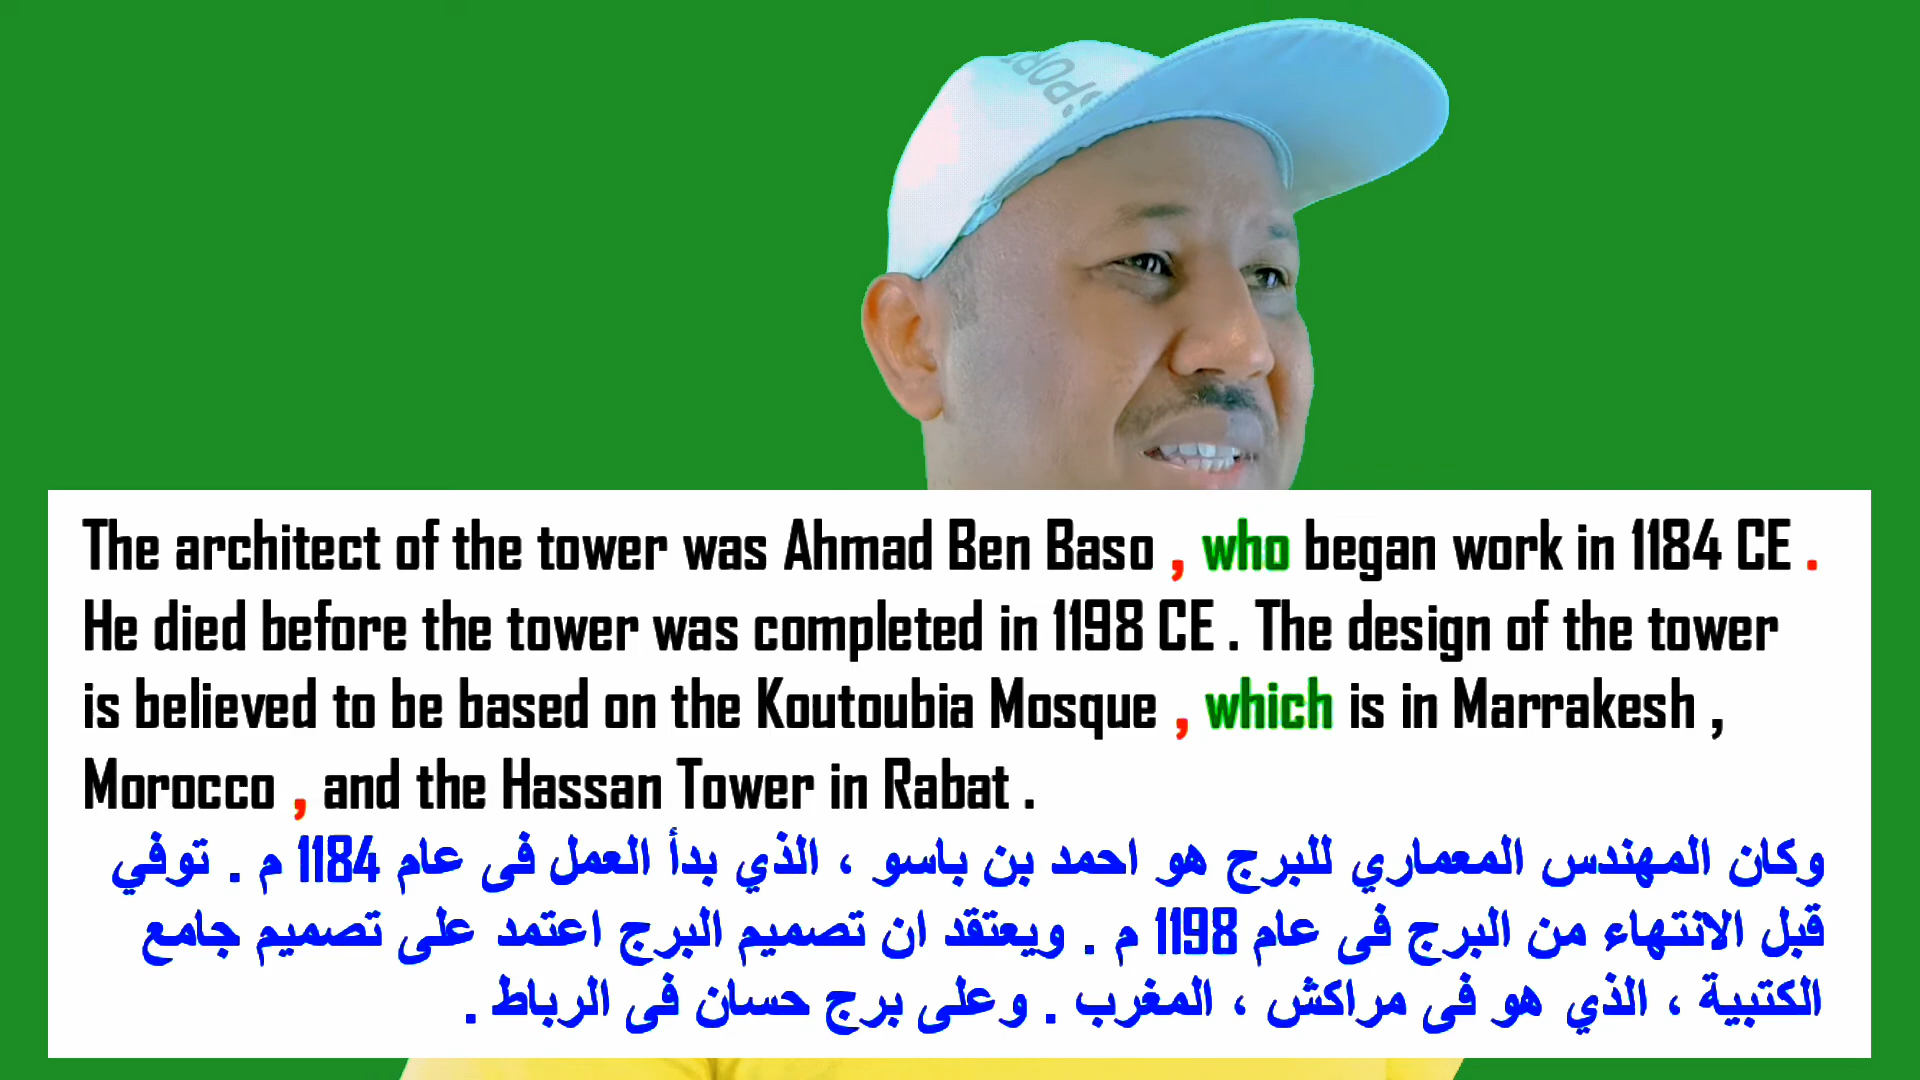 SPORT
The architect of the tower was Ahmad Ben Baso , who began work in 1184 CE .
He died before the tower was completed in 1198 CE . The design of the tower
is believed to be based on the Koutoubia Mosque , which is in Marrakesh ,
Morocco , and the Hassan Tower in Rabat .
وكان المهندس المعماري للبرج هو احمد بن باسو ، الذي بدأ العمل فى عام 1184 م . توفي
قبل الانتهاء من البرج فى عام 1198 م . ويعتقد ان تصميم البرج اعتمد على تصميم جامع
الكتبية ، الذي هو فى مراكش ، المغرب . وعلى برج حسان فى الرباط .